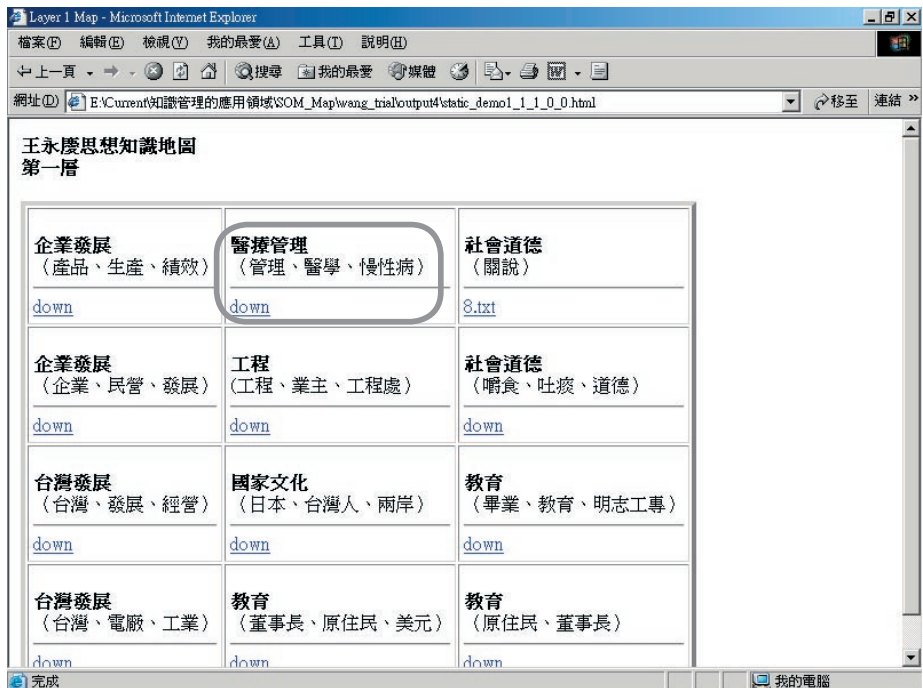 Layer 1 Map - Microsoft Internet Explorer
檔案(F) 編輯(E) 檢視(V) 我的最愛(A) 工具(T) 說明(H)
上一頁 搜尋 我的最愛 媒體
網址(D) E:\Current\知識管理的應用領域\SOM_Map\wang_trial\output4\static_demo1_1_1_0_0.html 移至 連結 »
王永慶思想知識地圖
第一層
企業發展
（產品、生產、績效）
down
醫療管理
（管理、醫學、慢性病）
down
社會道德
（關說）
8.txt
企業發展
（企業、民營、發展）
down
工程
(工程、業主、工程處）
down
社會道德
（嚼食、吐痰、道德）
down
台灣發展
（台灣、發展、經營）
down
國家文化
（日本、台灣人、兩岸）
down
教育
（畢業、教育、明志工專）
down
台灣發展
（台灣、電廠、工業）
down
教育
（董事長、原住民、美元）
down
教育
（原住民、董事長）
down
完成 我的電腦